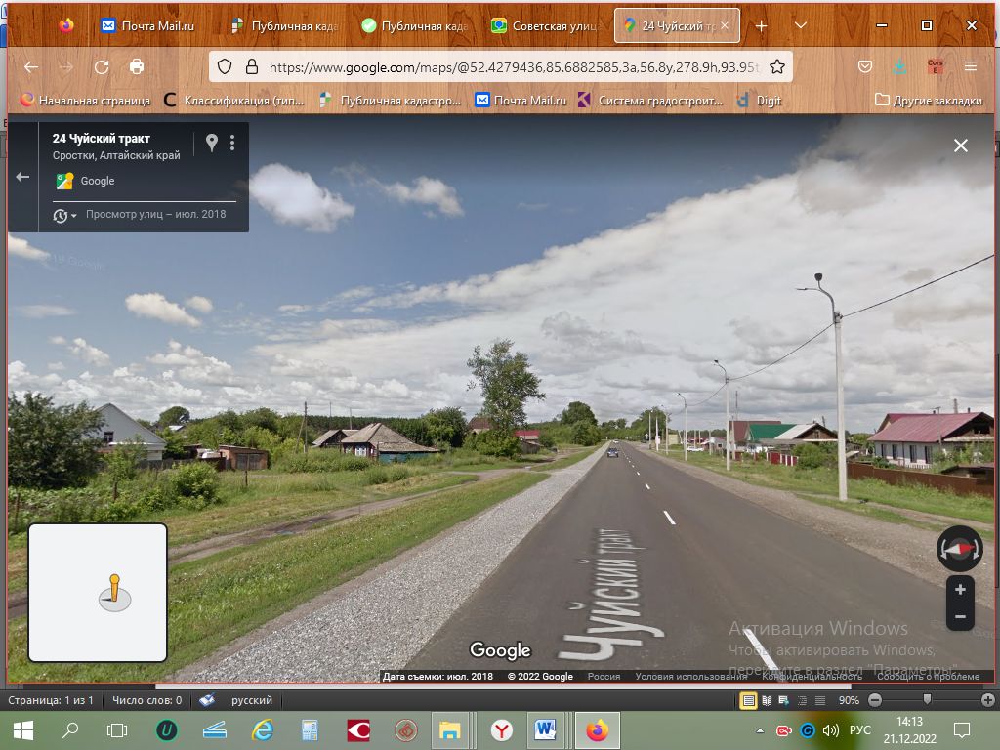 Почта Mail.ru
Публичная када
Публичная када
Советская улиц
24 Чуйский тр
https://www.google.com/maps/@52.4279436,85.6882585,3a,56.8y,278.9h,93.95t,
Начальная страница
Классификация (тип...
Публичная кадастро...
Почта Mail.ru
Система градостроит...
Digit
Другие закладки
24 Чуйский тракт
Сростки, Алтайский край
Google
Просмотр улиц – июл. 2018
Чуйский тракт
Google
Активация Windows
Чтобы активировать Windows,
перейдите в раздел "Параметры".
Дата съемки: июл. 2018 © 2022 Google Россия Условия использования Конфиденциальность Сообщить о проблеме
Страница: 1 из 1 Число слов: 0 русский 90%
РУС
14:13
21.12.2022